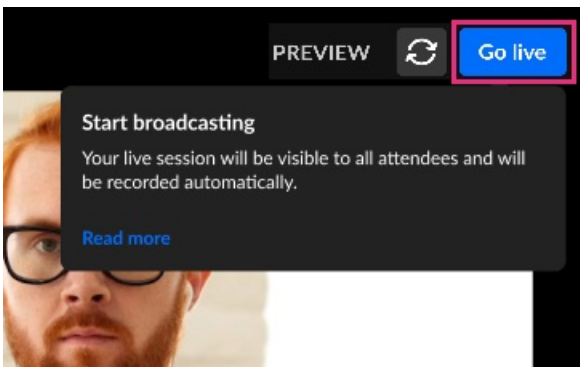 PREVIEW
Go live
Start broadcasting
Your live session will be visible to all attendees and will
be recorded automatically.
Read more